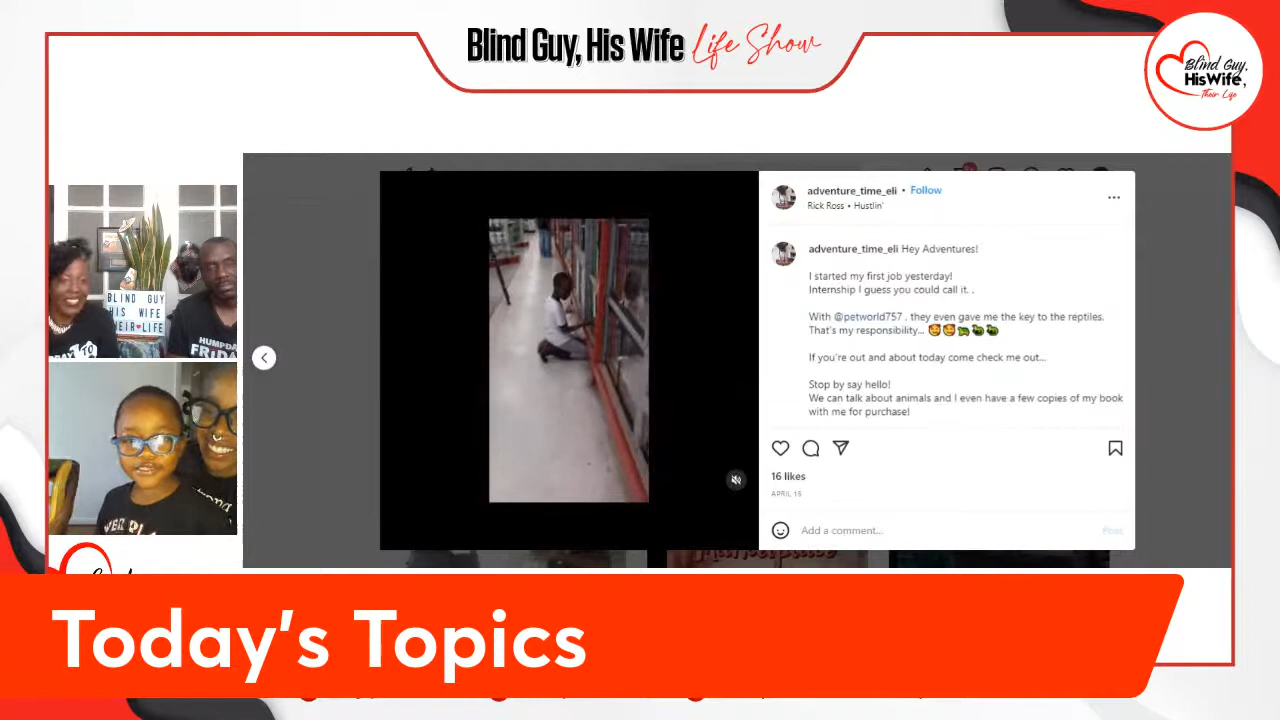 Blind Guy, His Wife Life Show
Blind Guy,
HisWife,
Their Life
BLIND GUY
HIS WIFE
THEIR LIFE
HUMPDAY
FRIDAY
adventure_time_eli • Follow
Rick Ross • Hustlin'
adventure_time_eli Hey Adventures!
I started my first job yesterday!
Internship I guess you could call it. .
With @petworld757 . they even gave me the key to the reptiles.
That's my responsibility...
If you're out and about today come check me out...
Stop by say hello!
We can talk about animals and I even have a few copies of my book
with me for purchase!
16 likes
APRIL 15
Add a comment...
Post
Today's Topics